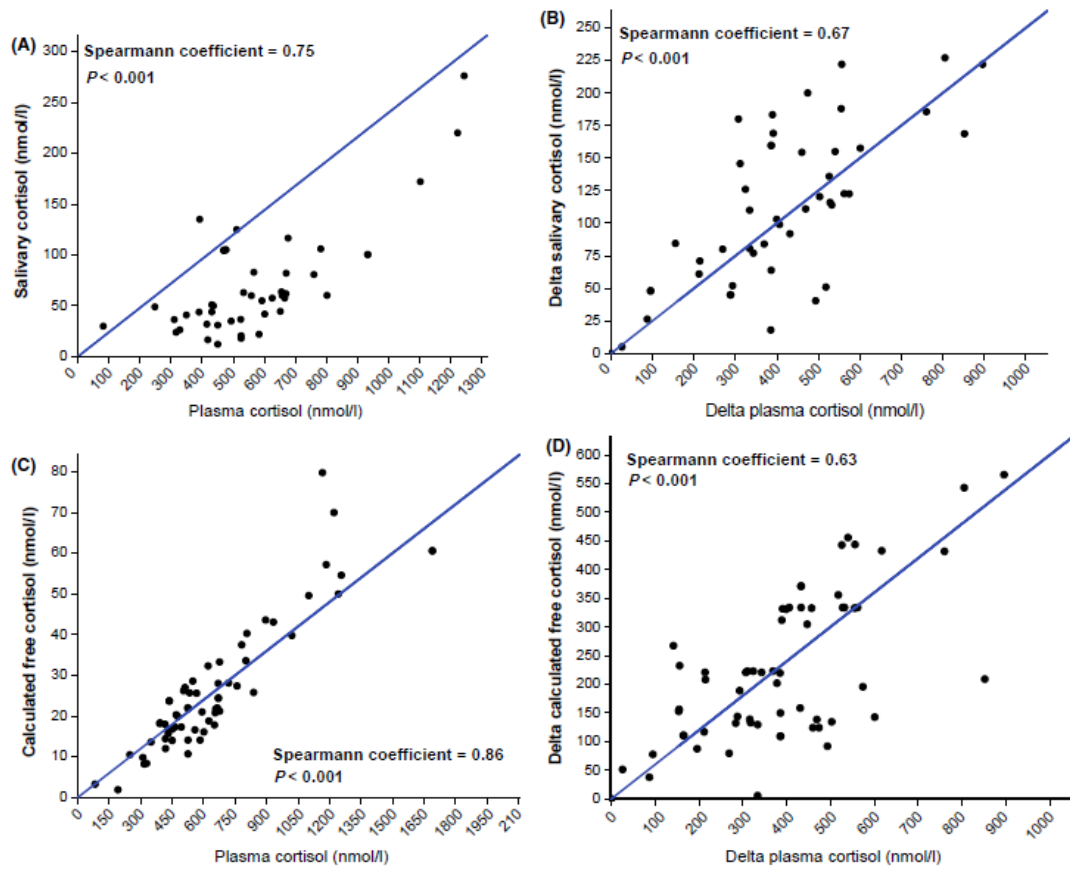 (A)
Spearmann coefficient = 0.75
P < 0.001
Salivary cortisol (nmol/l)
300
250
200
150
100
50
0
0 100 200 300 400 500 600 700 800 900 1000 1100 1200 1300
Plasma cortisol (nmol/l)
(B)
Spearmann coefficient = 0.67
P < 0.001
Delta salivary cortisol (nmol/l)
250
225
200
175
150
125
100
75
50
25
0
0 100 200 300 400 500 600 700 800 900 1000
Delta plasma cortisol (nmol/l)
(C)
Calculated free cortisol (nmol/l)
80
70
60
50
40
30
20
10
0
Spearmann coefficient = 0.86
P < 0.001
0 150 300 450 600 750 900 1050 1200 1350 1500 1650 1800 1950 210
Plasma cortisol (nmol/l)
(D)
Spearmann coefficient = 0.63
P < 0.001
Delta calculated free cortisol (nmol/l)
600
550
500
450
400
350
300
250
200
150
100
50
0
0 100 200 300 400 500 600 700 800 900 1000
Delta plasma cortisol (nmol/l)